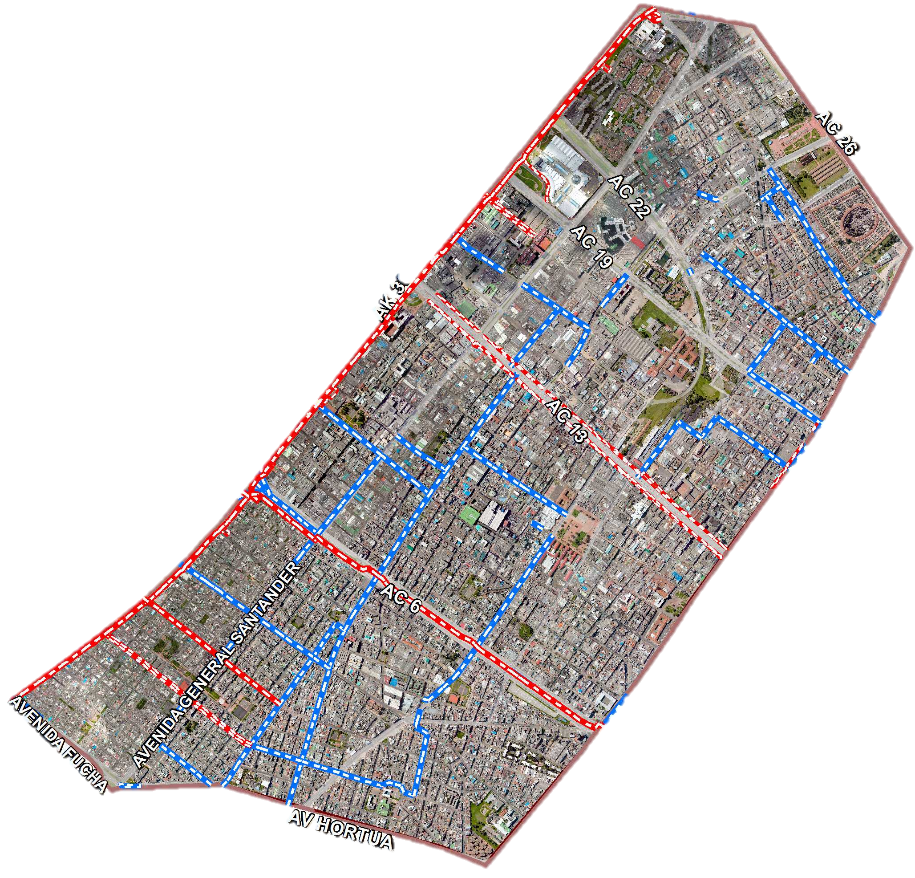 AC 26
AC 22
AC 19
AK 3
AC 13
AC 6
AVENIDA GENERAL SANTANDER
AVENIDA FUCHA
AV HORTUA